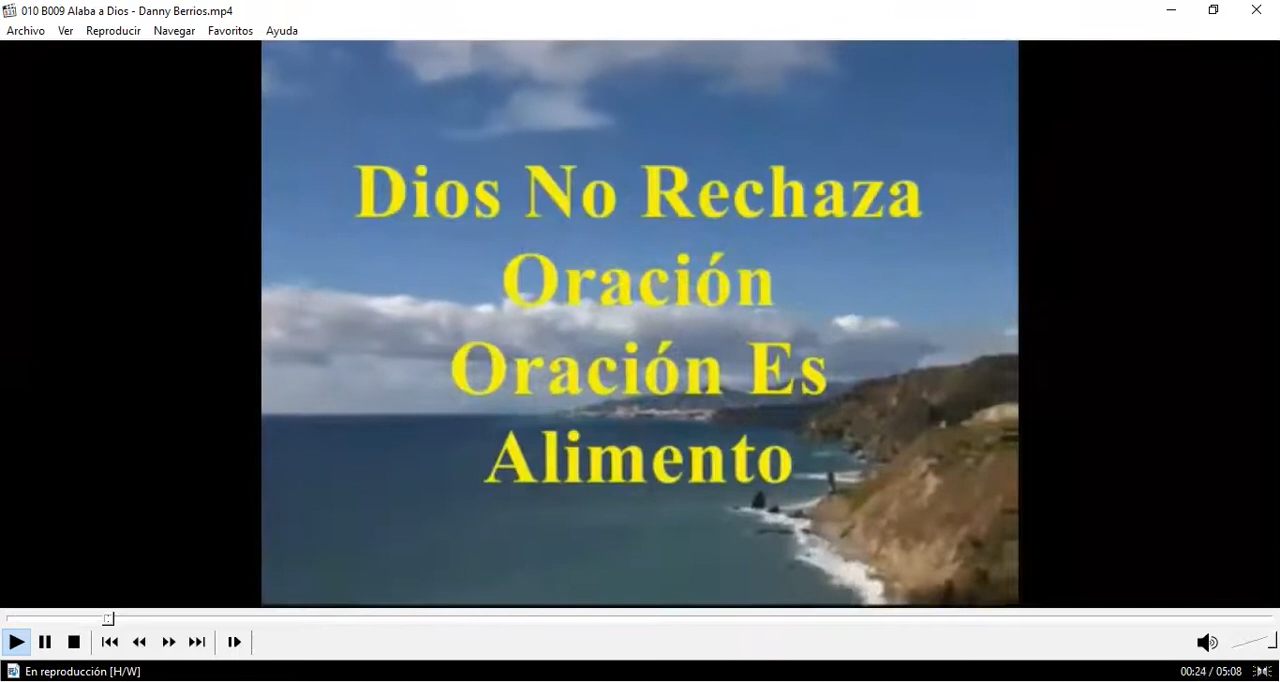 010 B009 Alaba a Dios - Danny Berrios.mp4
Archivo Ver Reproducir Navegar Favoritos Ayuda
Dios No Rechaza
Oración
Oración Es
Alimento
En reproducción [H/W]
00:24 / 05:08